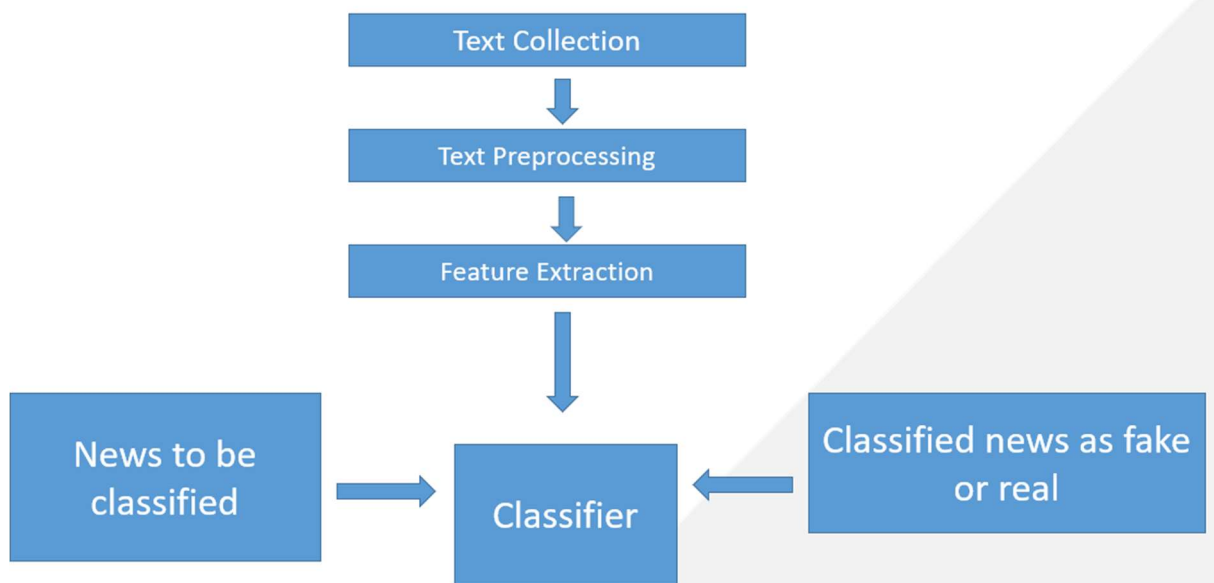 Text Collection
Text Preprocessing
Feature Extraction
News to be
classified
Classifier
Classified news as fake
or real